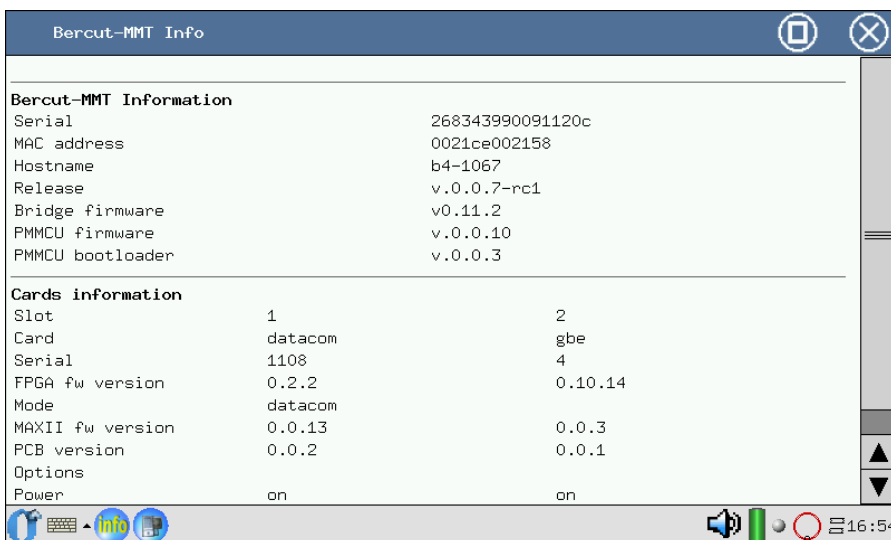 Bercut-MMT Info
Bercut-MMT Information
Serial 268343990091120c
MAC address 0021ce002158
Hostname b4-1067
Release v.0.0.7-rc1
Bridge firmware v0.11.2
PMMCU firmware v.0.0.10
PMMCU bootloader v.0.0.3
Cards information
Slot 1 2
Card datacom gbe
Serial 1108 4
FPGA fw version 0.2.2 0.10.14
Mode datacom
MAXII fw version 0.0.13 0.0.3
PCB version 0.0.2 0.0.1
Options
Power on on
info 16:54